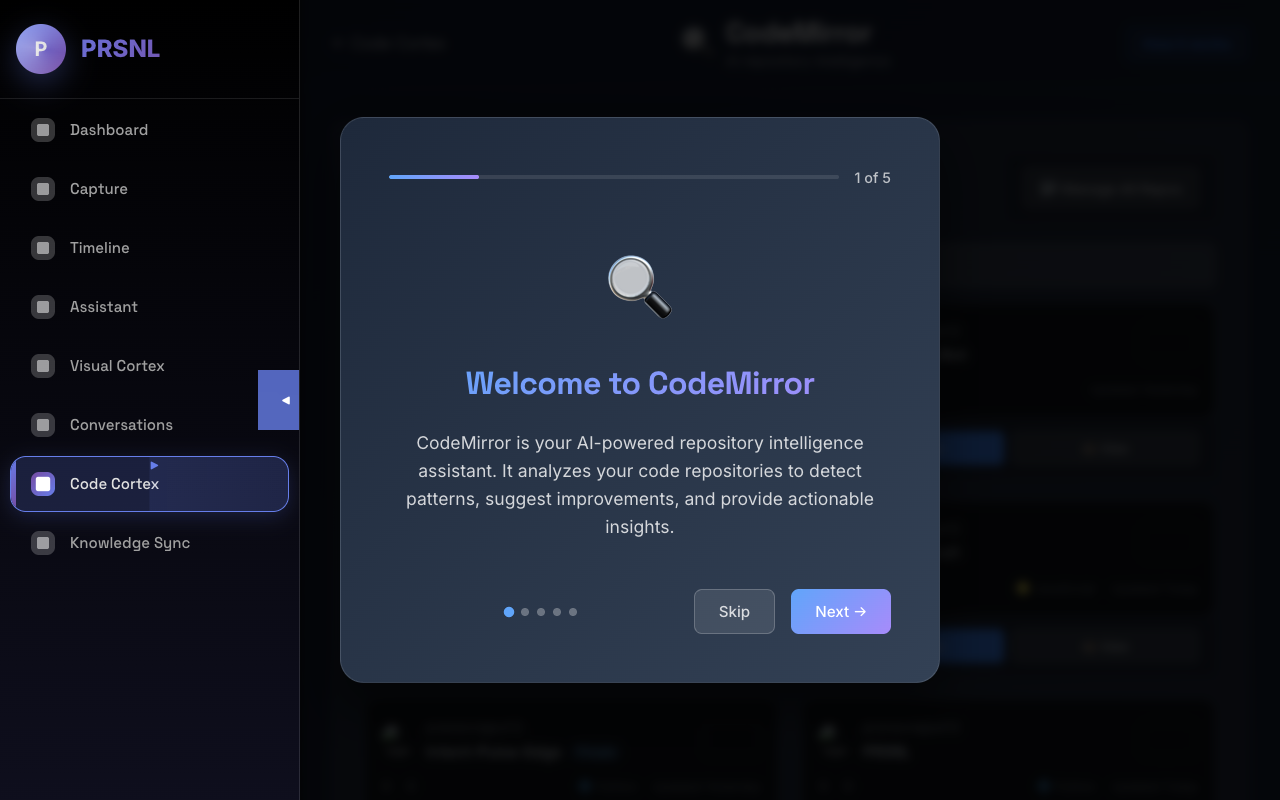 P
PRSNL
Dashboard
Capture
Timeline
Assistant
Visual Cortex
Conversations
Code Cortex
Knowledge Sync
CodeMirror
1 of 5
Welcome to CodeMirror
CodeMirror is your AI-powered repository intelligence
assistant. It analyzes your code repositories to detect
patterns, suggest improvements, and provide actionable
insights.
Skip
Next →